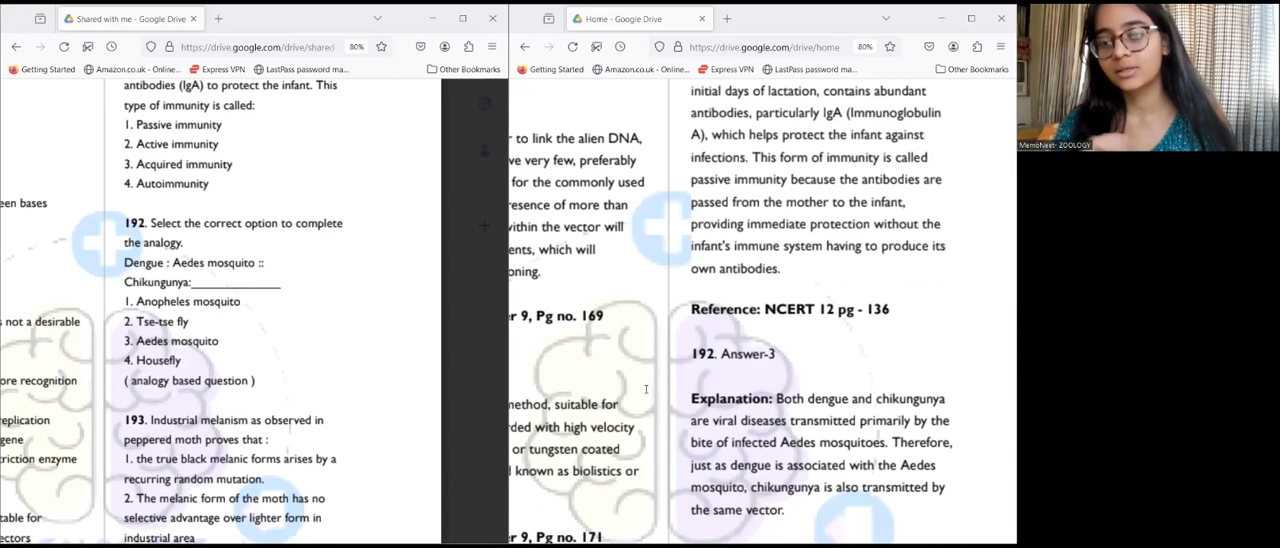 Shared with me - Google Drive
https://drive.google.com/drive/shared-
80%
Getting Started
Amazon.co.uk - Online...
Express VPN
LastPass password ma...
Other Bookmarks
een bases
s not a desirable
ore recognition
replication
gene
triction enzyme
table for
ectors
antibodies (IgA) to protect the infant. This
type of immunity is called:
1. Passive immunity
2. Active immunity
3. Acquired immunity
4. Autoimmunity
192. Select the correct option to complete
the analogy.
Dengue : Aedes mosquito ::
Chikungunya:________________
1. Anopheles mosquito
2. Tse-tse fly
3. Aedes mosquito
4. Housefly
( analogy based question )
193. Industrial melanism as observed in
peppered moth proves that :
1. the true black melanic forms arises by a
recurring random mutation.
2. The melanic form of the moth has no
selective advantage over lighter form in
industrial area
Home - Google Drive
https://drive.google.com/drive/home
80%
Getting Started
Amazon.co.uk - Online...
Express VPN
LastPass password ma...
Other Bookmarks
r to link the alien DNA,
ve very few, preferably
for the commonly used
resence of more than
within the vector will
ents, which will
oning.
er 9, Pg no. 169
method, suitable for
rded with high velocity
or tungsten coated
d known as biolistics or
er 9, Pg no. 171
initial days of lactation, contains abundant
antibodies, particularly IgA (Immunoglobulin
A), which helps protect the infant against
infections. This form of immunity is called
passive immunity because the antibodies are
passed from the mother to the infant,
providing immediate protection without the
infant's immune system having to produce its
own antibodies.
Reference: NCERT 12 pg - 136
192. Answer-3
Explanation: Both dengue and chikungunya
are viral diseases transmitted primarily by the
bite of infected Aedes mosquitoes. Therefore,
just as dengue is associated with the Aedes
mosquito, chikungunya is also transmitted by
the same vector.
MemoNeet- ZOOLOGY